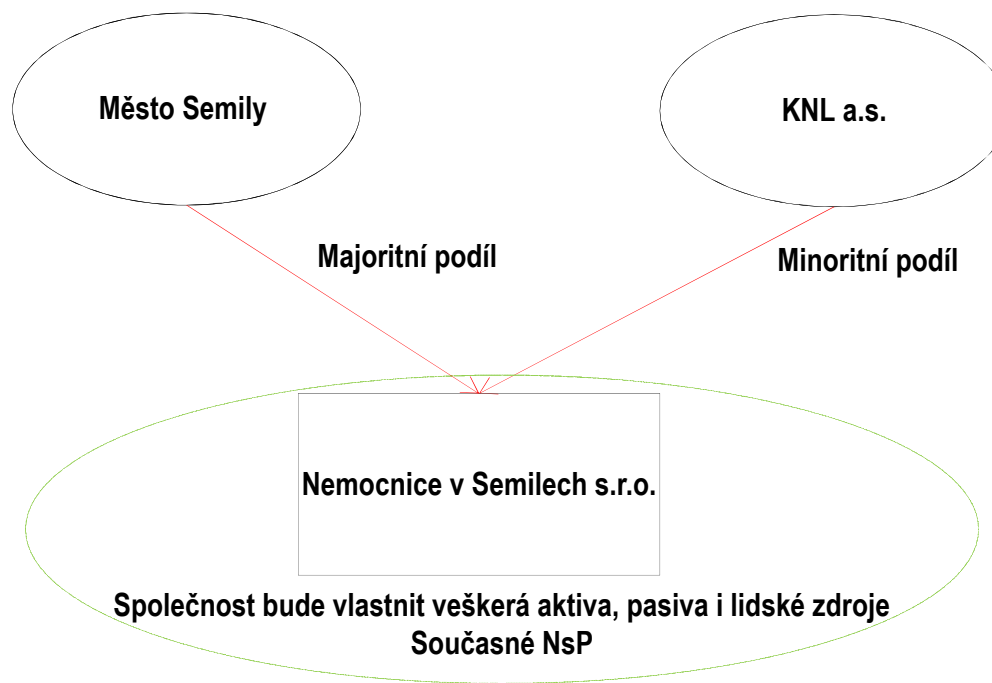 Město Semily
KNL a.s.
Majoritní podíl
Minoritní podíl
Nemocnice v Semilech s.r.o.
Společnost bude vlastnit veškerá aktiva, pasiva i lidské zdroje
Současné NsP